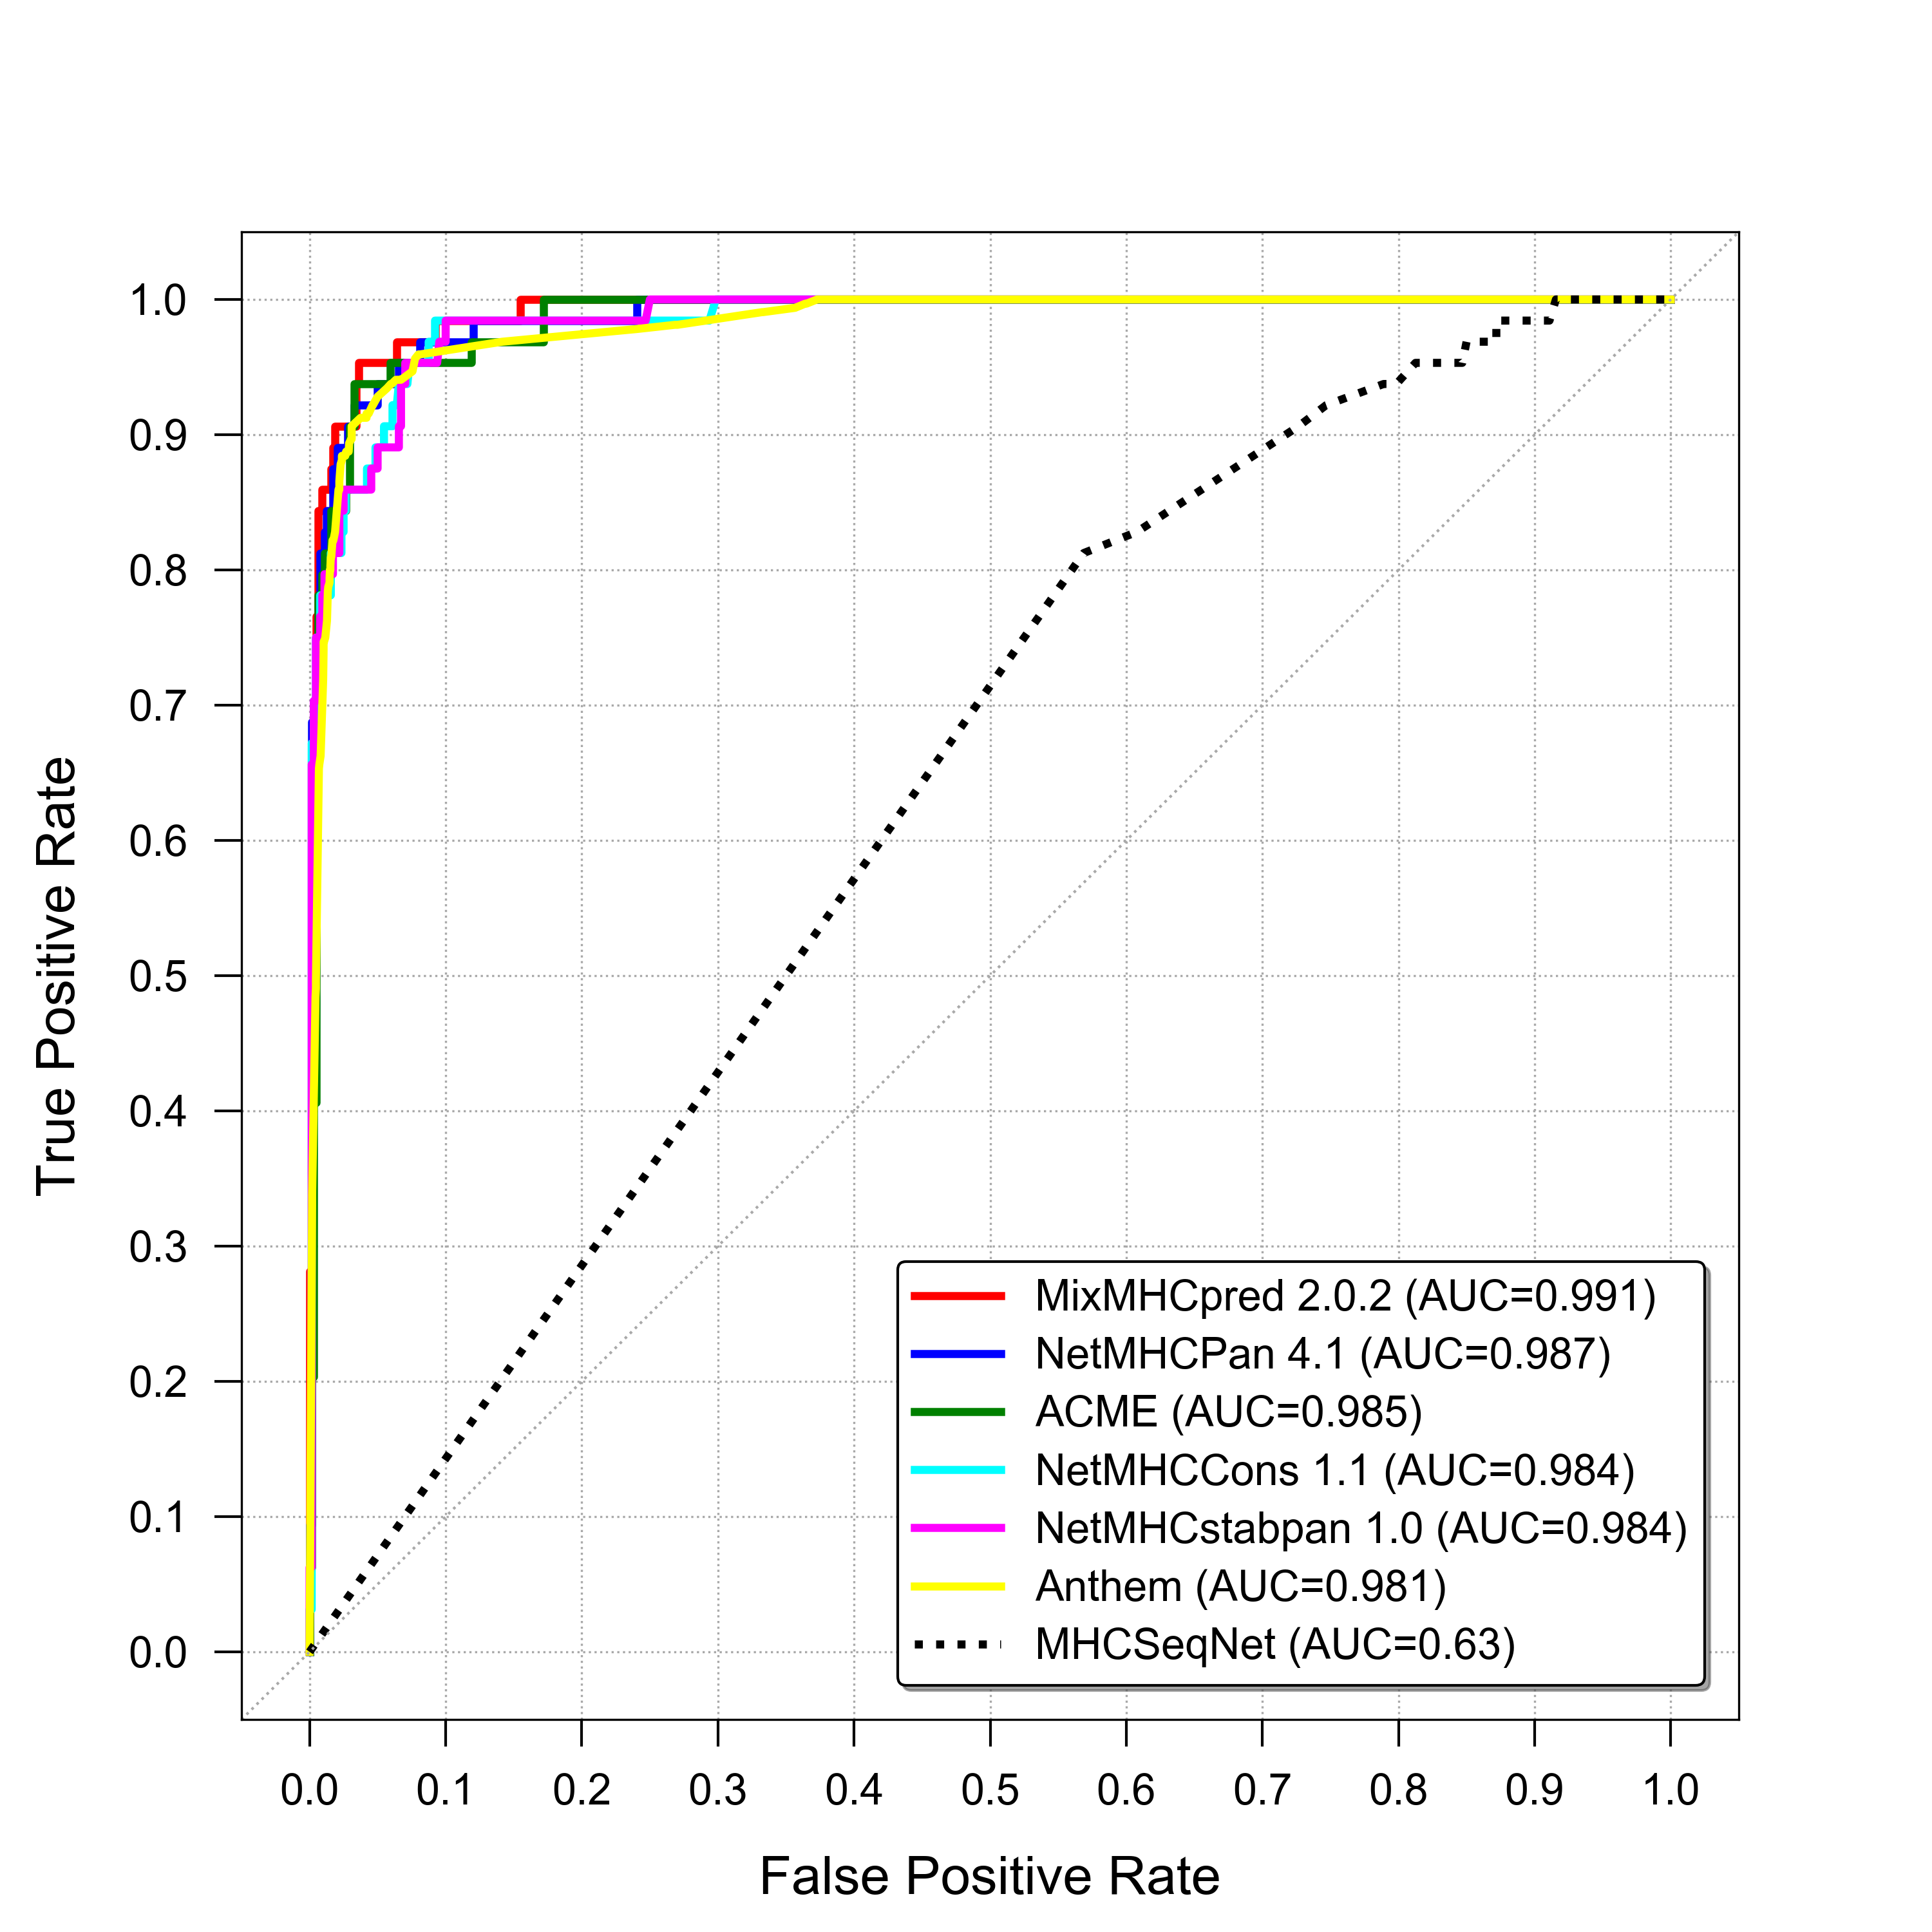 1.0
0.9
0.8
0.7
0.6
0.5
0.4
0.3
0.2
0.1
0.0
True Positive Rate
MixMHCpred 2.0.2 (AUC=0.991)
NetMHCPan 4.1 (AUC=0.987)
ACME (AUC=0.985)
NetMHCCons 1.1 (AUC=0.984)
NetMHCstabpan 1.0 (AUC=0.984)
Anthem (AUC=0.981)
MHCSeqNet (AUC=0.63)
0.0 0.1 0.2 0.3 0.4 0.5 0.6 0.7 0.8 0.9 1.0
False Positive Rate